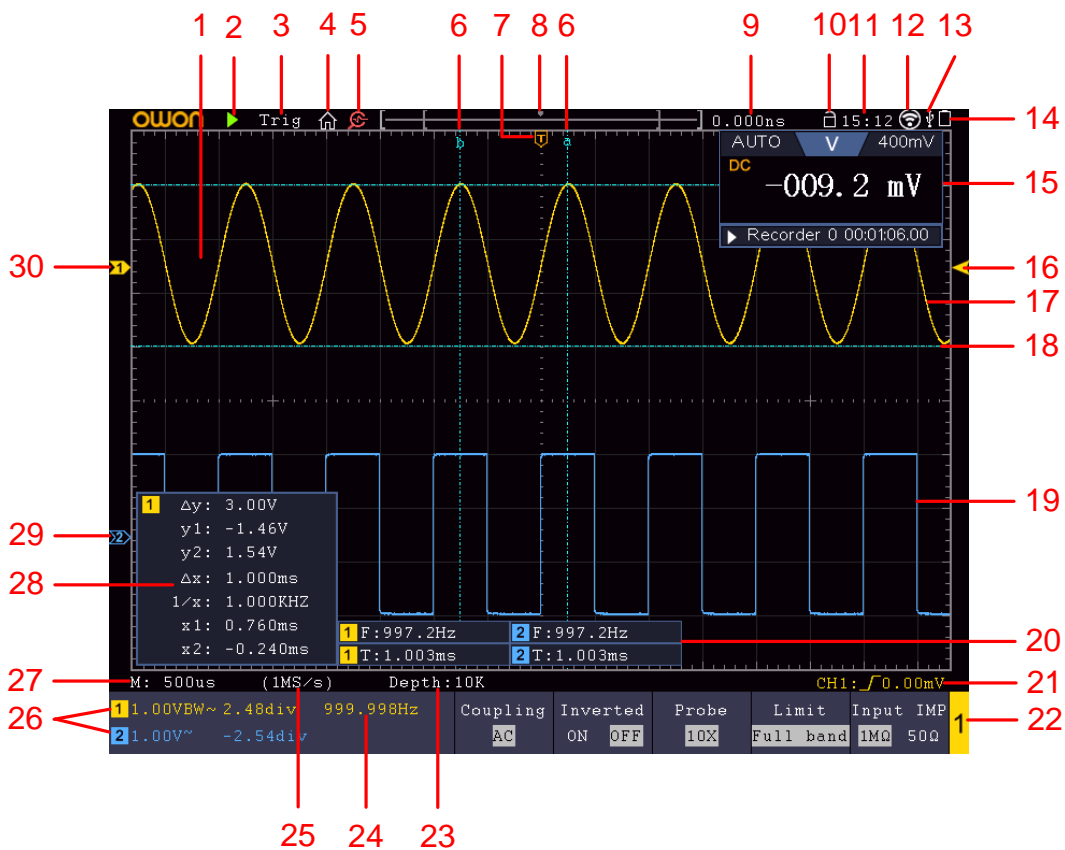 1 2 3 4 5 6 7 8 6 9 10 11 12 13
owon Trig 0.000ns 15:12
14
b T a
AUTO V 400mV
DC
-009.2 mV
15
Recorder 0 00:01:06.00
30 1 16
17
18
19
29 2
1 Δy: 3.00V
y1: -1.46V
y2: 1.54V
28 Δx: 1.000ms
1/x: 1.000KHZ
x1: 0.760ms
x2: -0.240ms
1 F:997.2Hz 2 F:997.2Hz
1 T:1.003ms 2 T:1.003ms
20
27 M: 500us (1MS/s) Depth:10K CH1: 0.00mV 21
26 1 1.00VBW~ 2.48div 999.998Hz
2 1.00V~ -2.54div
Coupling Inverted Probe Limit Input IMP
AC ON OFF 10X Full band 1MΩ 50Ω
1 22
25 24 23